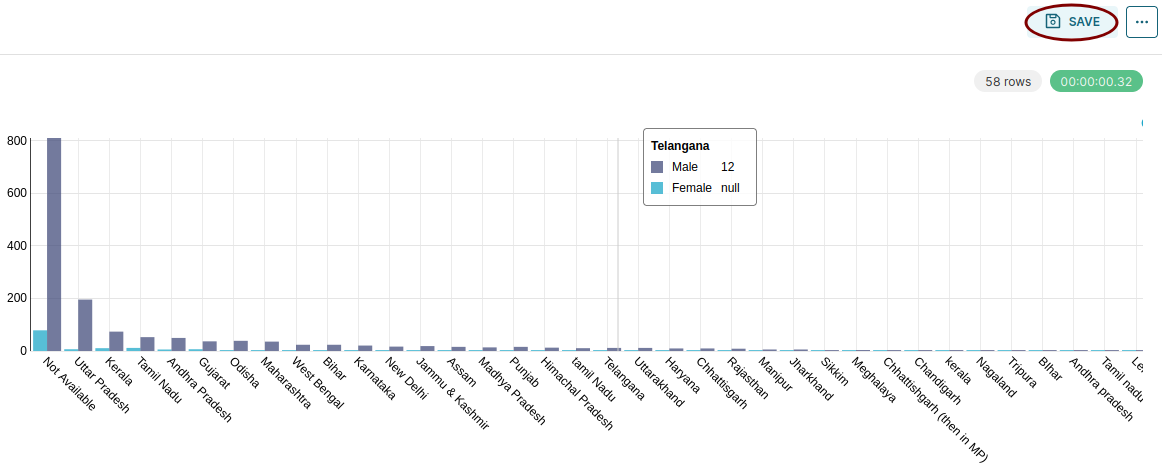 SAVE
...
58 rows
00:00:00.32
800
600
400
200
0
Telangana
Male 12
Female null
Not Available
Uttar Pradesh
Kerala
Tamil Nadu
Andhra Pradesh
Gujarat
Odisha
Maharashtra
West Bengal
Bihar
Karnataka
New Delhi
Jammu & Kashmir
Assam
Madhya Pradesh
Punjab
Himachal Pradesh
tamil Nadu
Telangana
Uttarakhand
Haryana
Chhattisgarh
Rajasthan
Manipur
Jharkhand
Sikkim
Meghalaya
Chhattishgarh (then in MP)
Chandigarh
kerala
Nagaland
Tripura
BIhar
Andhra pradesh
Tamil nadu